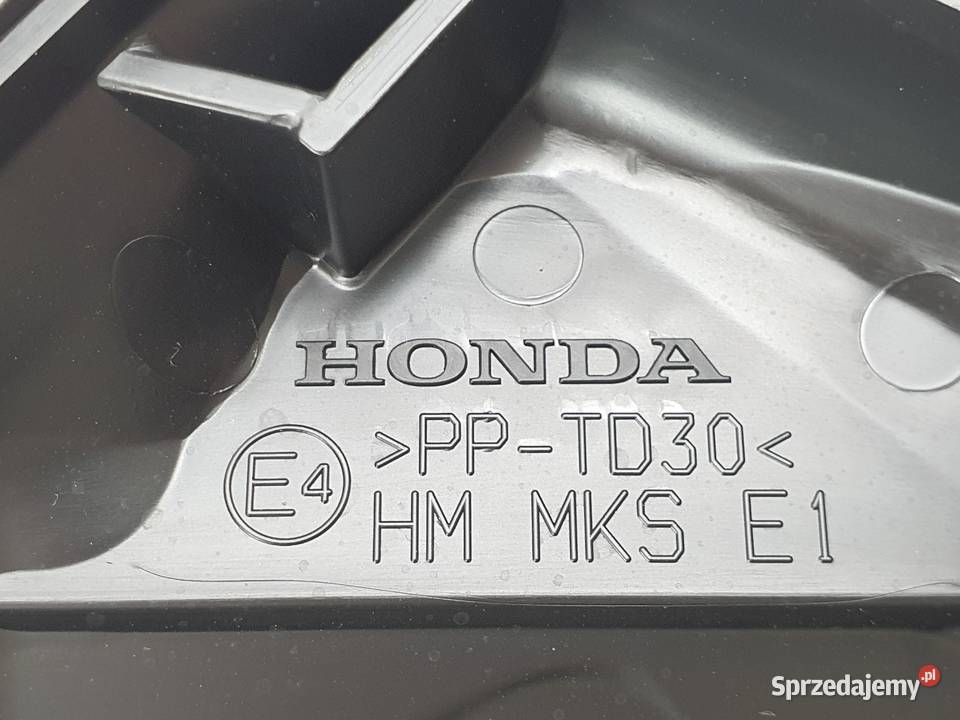 HONDA
>PP-TD30<
E4
HM MKS E1
Sprzedajemy.pl